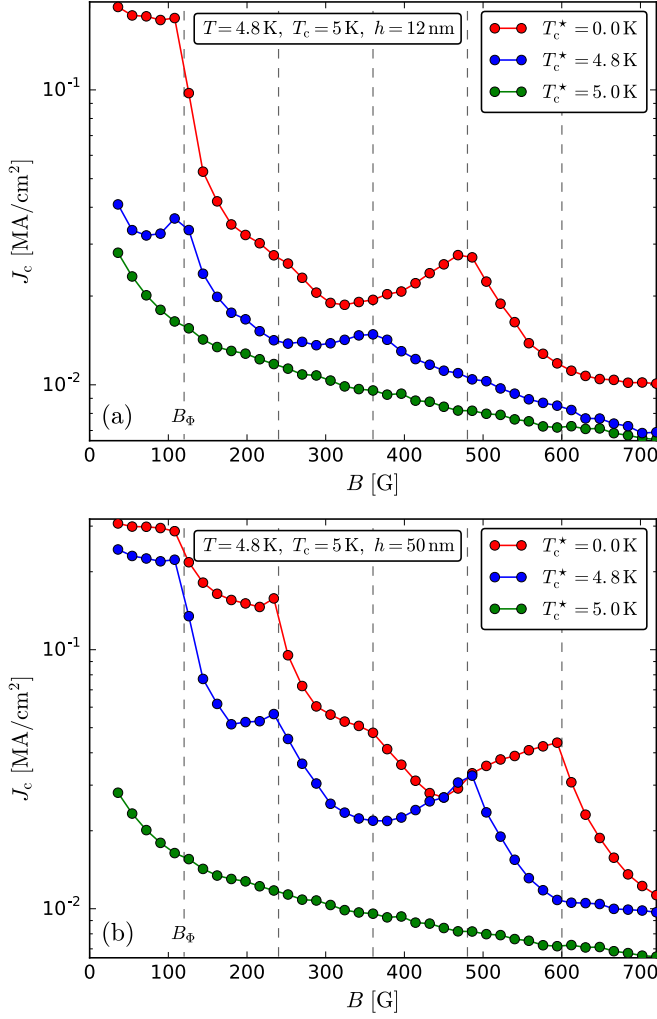 T = 4.8 K, T_c = 5 K, h = 12 nm
T_c^⋆ = 0.0 K
T_c^⋆ = 4.8 K
T_c^⋆ = 5.0 K
10^-1
10^-2
J_c [MA/cm^2]
(a)
B_Φ
0 100 200 300 400 500 600 700
B [G]
T = 4.8 K, T_c = 5 K, h = 50 nm
T_c^⋆ = 0.0 K
T_c^⋆ = 4.8 K
T_c^⋆ = 5.0 K
10^-1
10^-2
J_c [MA/cm^2]
(b)
B_Φ
0 100 200 300 400 500 600 700
B [G]